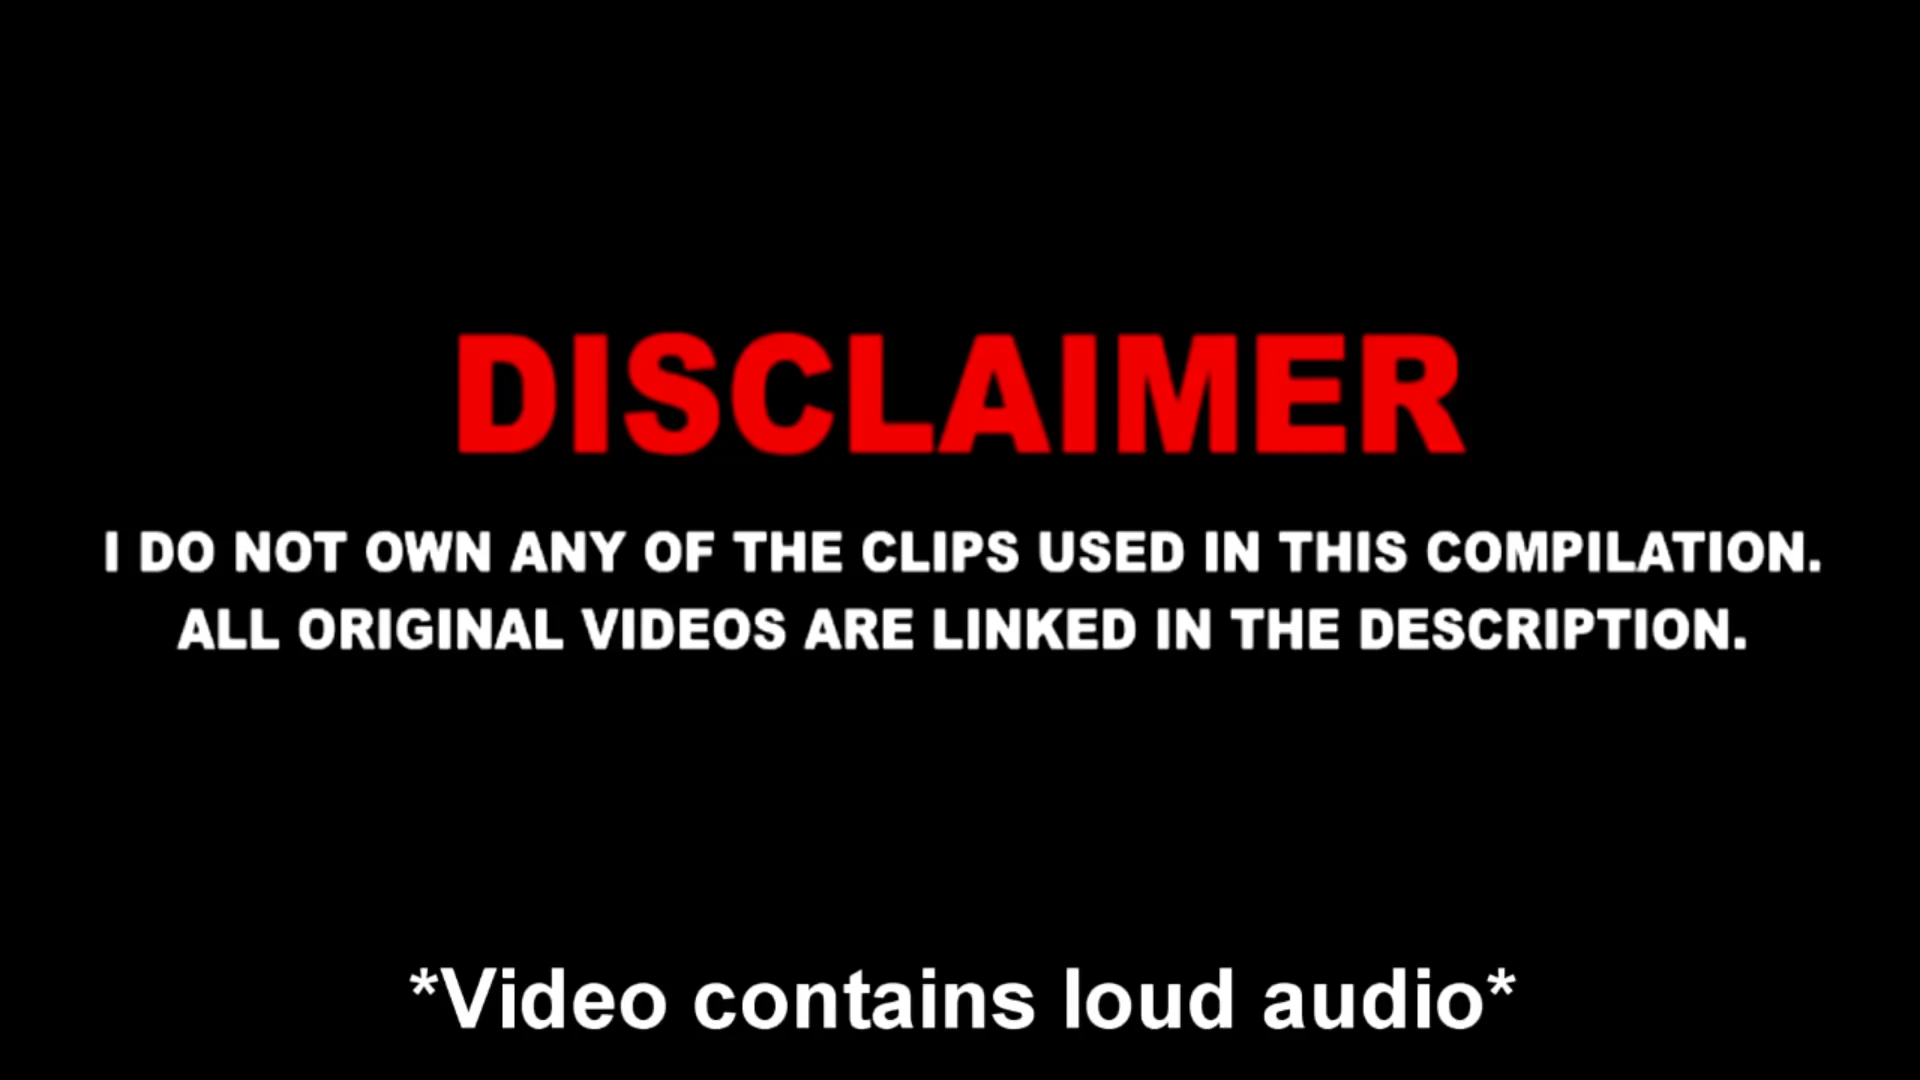 DISCLAIMER
I DO NOT OWN ANY OF THE CLIPS USED IN THIS COMPILATION.
ALL ORIGINAL VIDEOS ARE LINKED IN THE DESCRIPTION.
*Video contains loud audio*